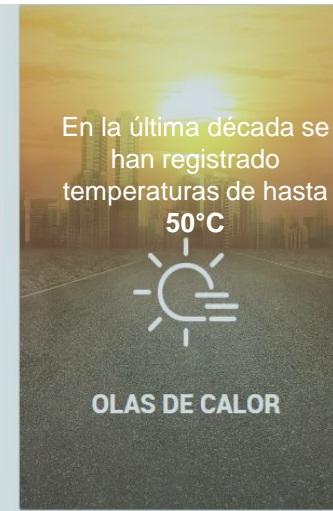 En la última década se
han registrado
temperaturas de hasta
50°C
OLAS DE CALOR